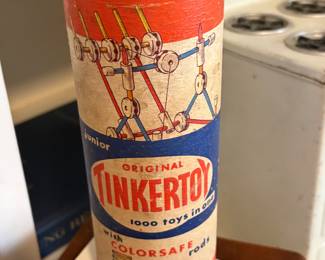 junior
ORIGINAL
TINKERTOY
1000 toys in one
with
COLORSAFE
rods